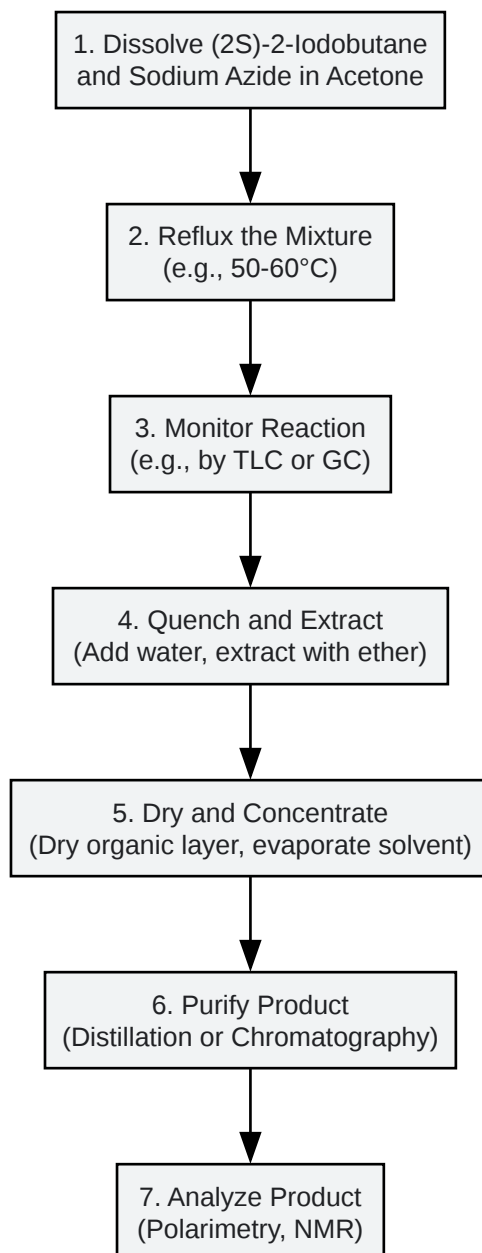 1. Dissolve (2S)-2-Iodobutane
and Sodium Azide in Acetone
2. Reflux the Mixture
(e.g., 50-60°C)
3. Monitor Reaction
(e.g., by TLC or GC)
4. Quench and Extract
(Add water, extract with ether)
5. Dry and Concentrate
(Dry organic layer, evaporate solvent)
6. Purify Product
(Distillation or Chromatography)
7. Analyze Product
(Polarimetry, NMR)